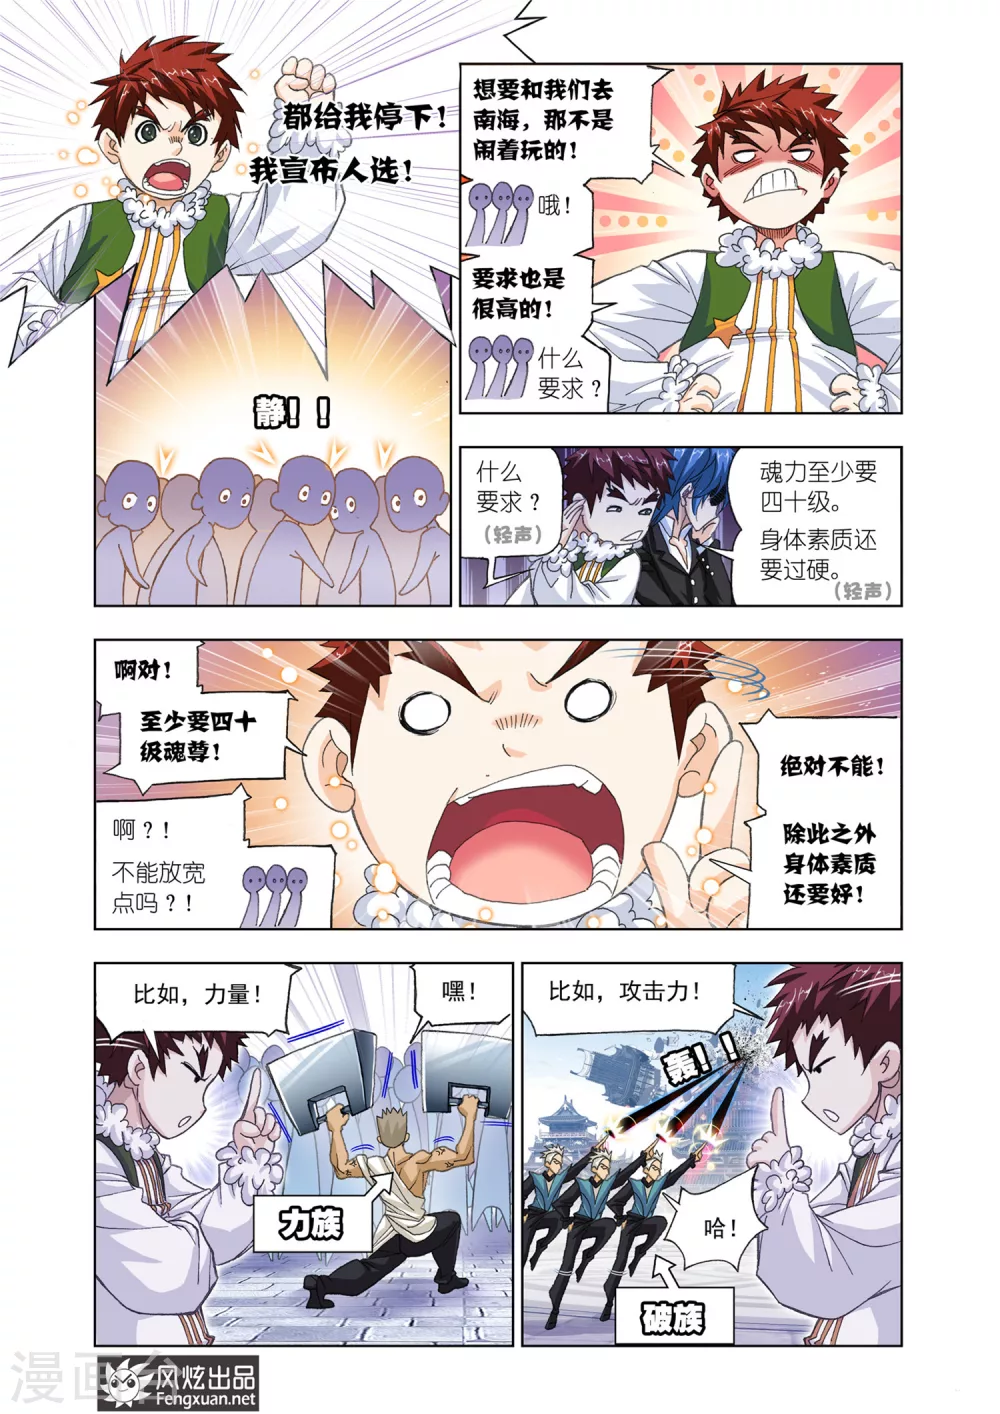 都给我停下！
我宣布人选！
静！！
想要和我们去
南海，那不是
闹着玩的！
哦！
要求也是
很高的！
什么
要求？
什么
要求？
（轻声）
魂力至少要
四十级。
身体素质还
要过硬。
（轻声）
啊对！
至少要四十
级魂尊！
啊？！
不能放宽
点吗？！
绝对不能！
除此之外
身体素质
还要好！
比如，力量！
嘿！
力族
比如，攻击力！
轰！！
哈！
破族
漫画台
风炫出品
Fengxuan.net